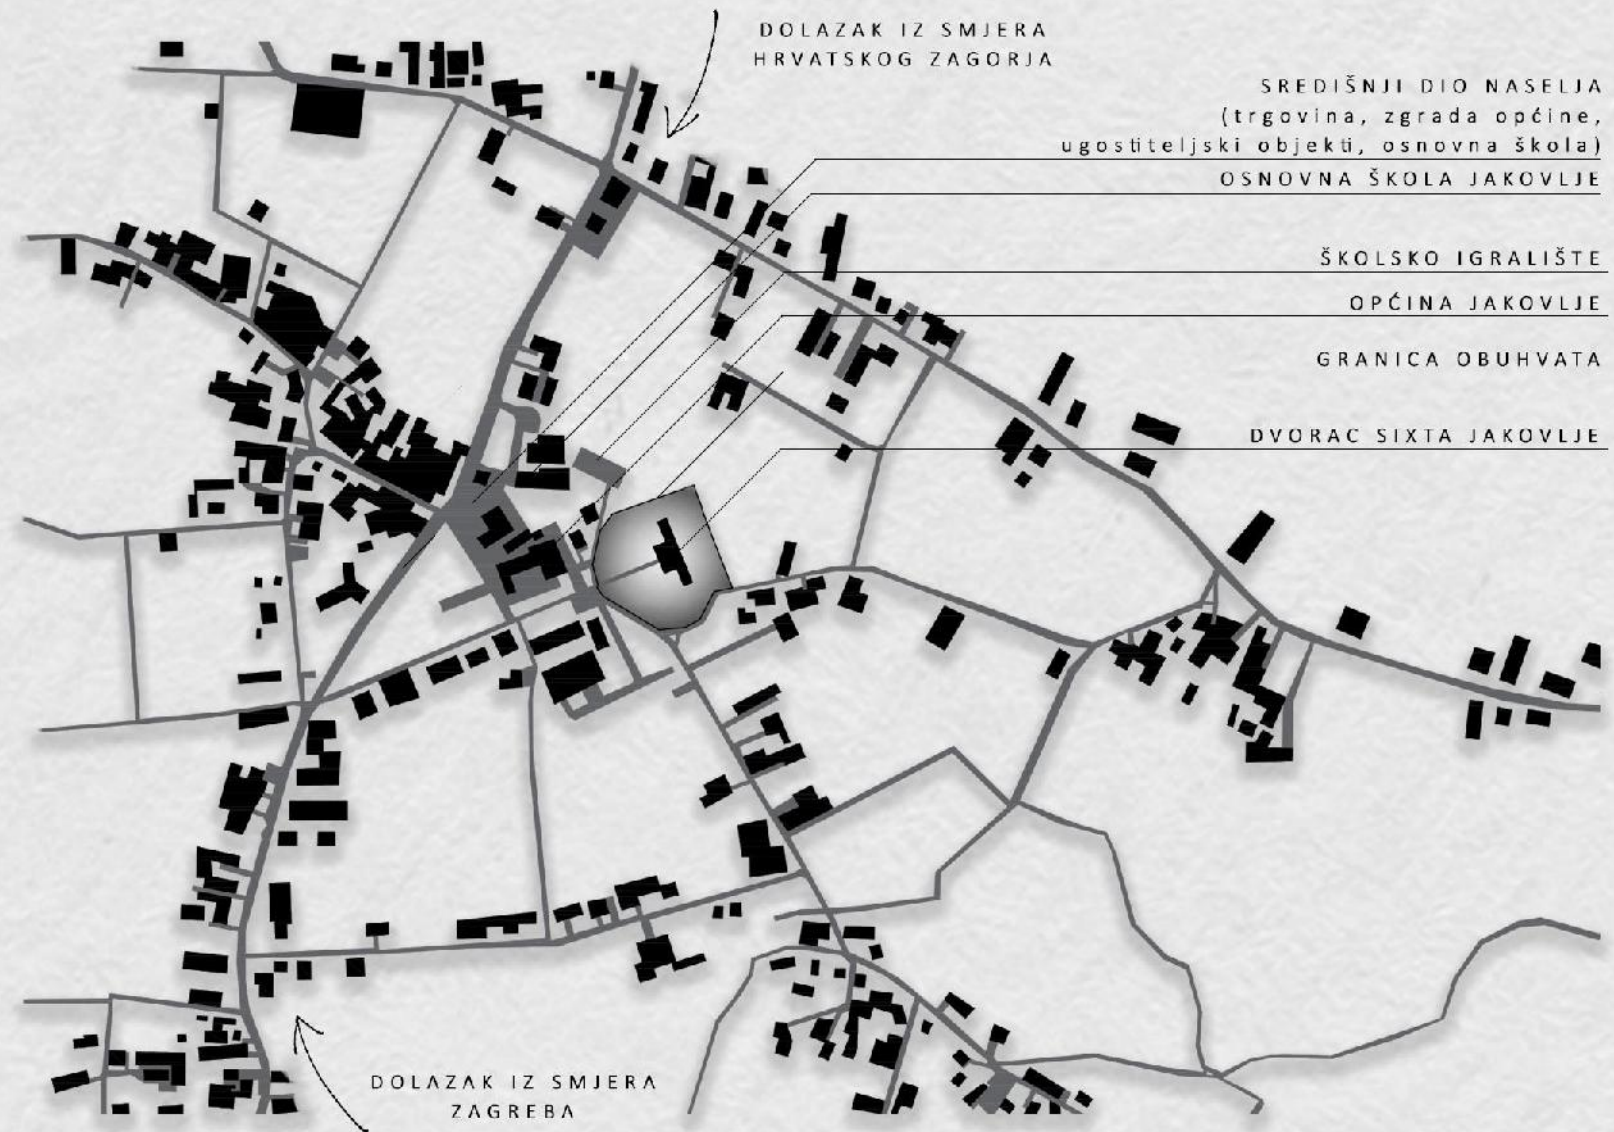 DOLAZAK IZ SMJERA
HRVATSKOG ZAGORJA
SREDIŠNJI DIO NASELJA
(trgovina, zgrada općine,
ugostiteljski objekti, osnovna škola)
OSNOVNA ŠKOLA JAKOVLJE
ŠKOLSKO IGRALIŠTE
OPĆINA JAKOVLJE
GRANICA OBUHVATA
DVORAC SIXTA JAKOVLJE
DOLAZAK IZ SMJERA
ZAGREBA